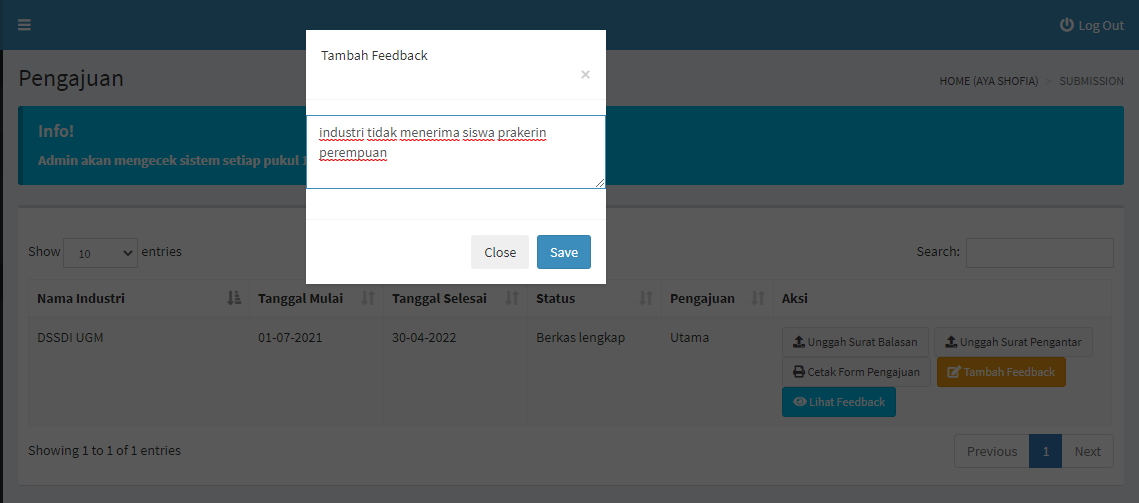 Log Out
Tambah Feedback
×
Pengajuan
HOME (AYA SHOFIA) > SUBMISSION
Info!
Admin akan mengecek sistem setiap pukul
industri tidak menerima siswa prakerin
perempuan
Close
Save
Show 10 entries
Search:
Nama Industri Tanggal Mulai Tanggal Selesai Status Pengajuan Aksi
DSSDI UGM 01-07-2021 30-04-2022 Berkas lengkap Utama
Unggah Surat Balasan Unggah Surat Pengantar
Cetak Form Pengajuan Tambah Feedback
Lihat Feedback
Showing 1 to 1 of 1 entries
Previous 1 Next